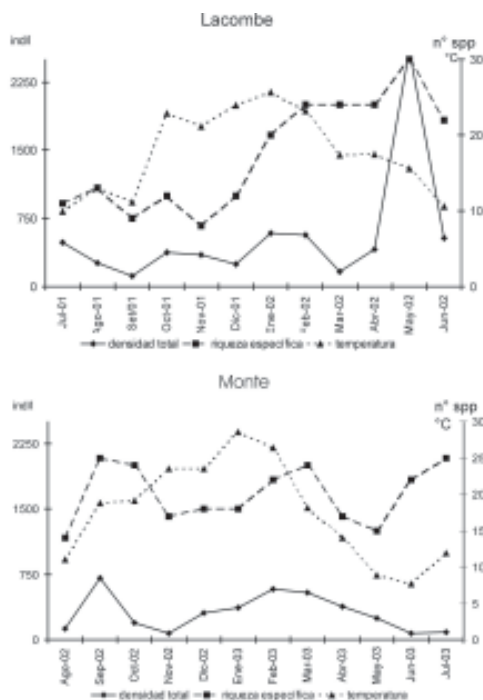 Lacombe
ind/l
n° spp
°C
2250
1500
750
0
30
20
10
0
Jul-01
Ago-01
Set-01
Oct-01
Nov-01
Dic-01
Ene-02
Feb-02
Mar-02
Abr-02
May-02
Jun-02
densidad total
riqueza específica
temperatura
Monte
ind/l
n° spp
°C
2250
1500
750
0
30
25
20
15
10
5
0
Ago-02
Sep-02
Oct-02
Nov-02
Dic-02
Ene-03
Feb-03
Mar-03
Abr-03
May-03
Jun-03
Jul-03
densidad total
riqueza específica
temperatura